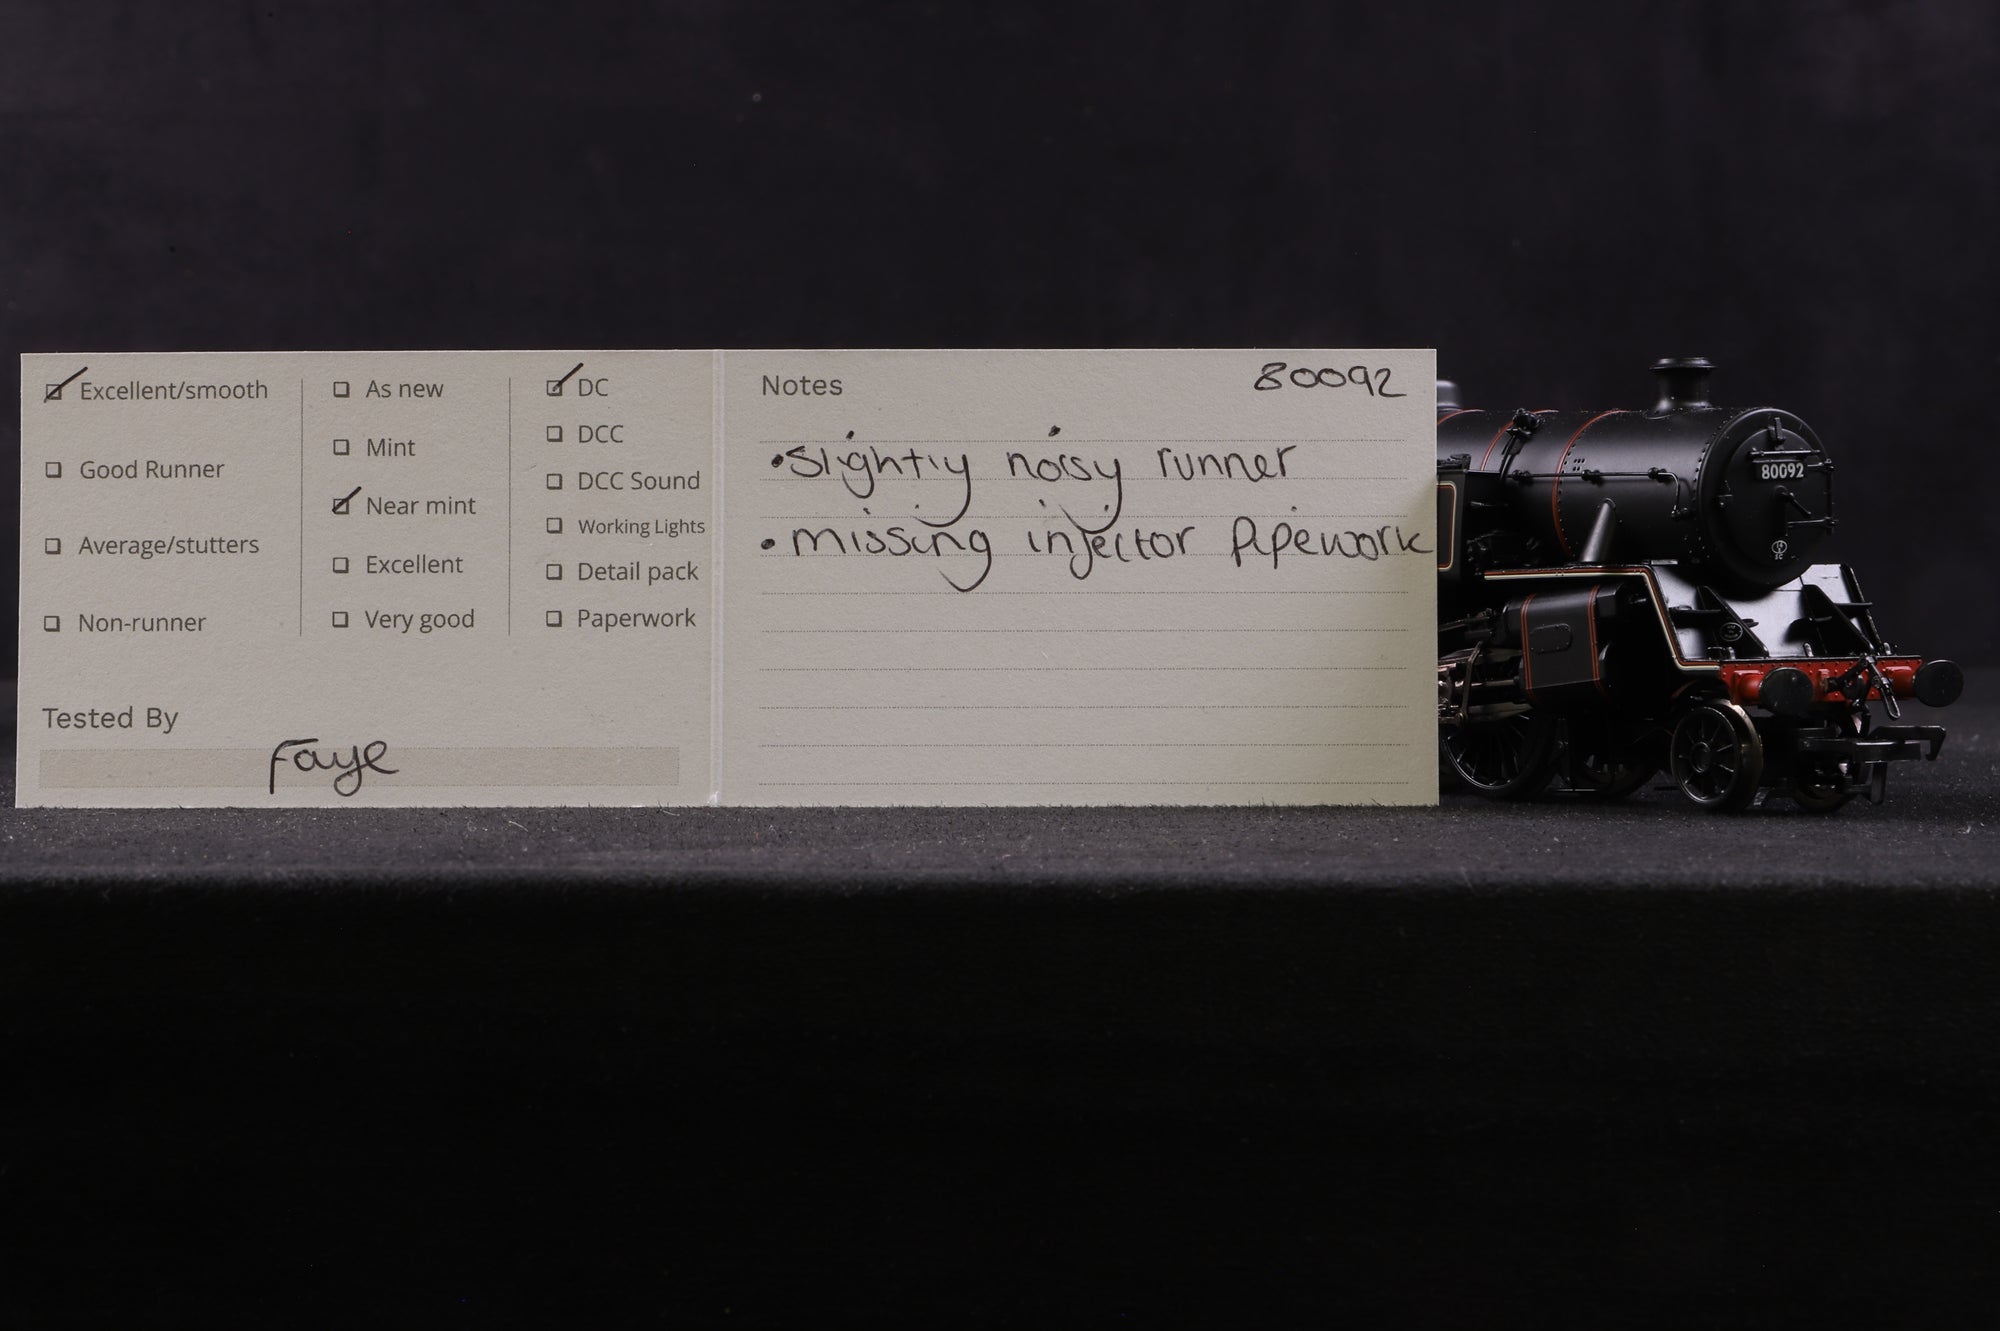 Excellent/smooth
Good Runner
Average/stutters
Non-runner
As new
Mint
Near mint
Excellent
Very good
DC
DCC
DCC Sound
Working Lights
Detail pack
Paperwork
Tested By
Faye
Notes
80092
•slightly noisy runner
•missing injector Pipework
80092